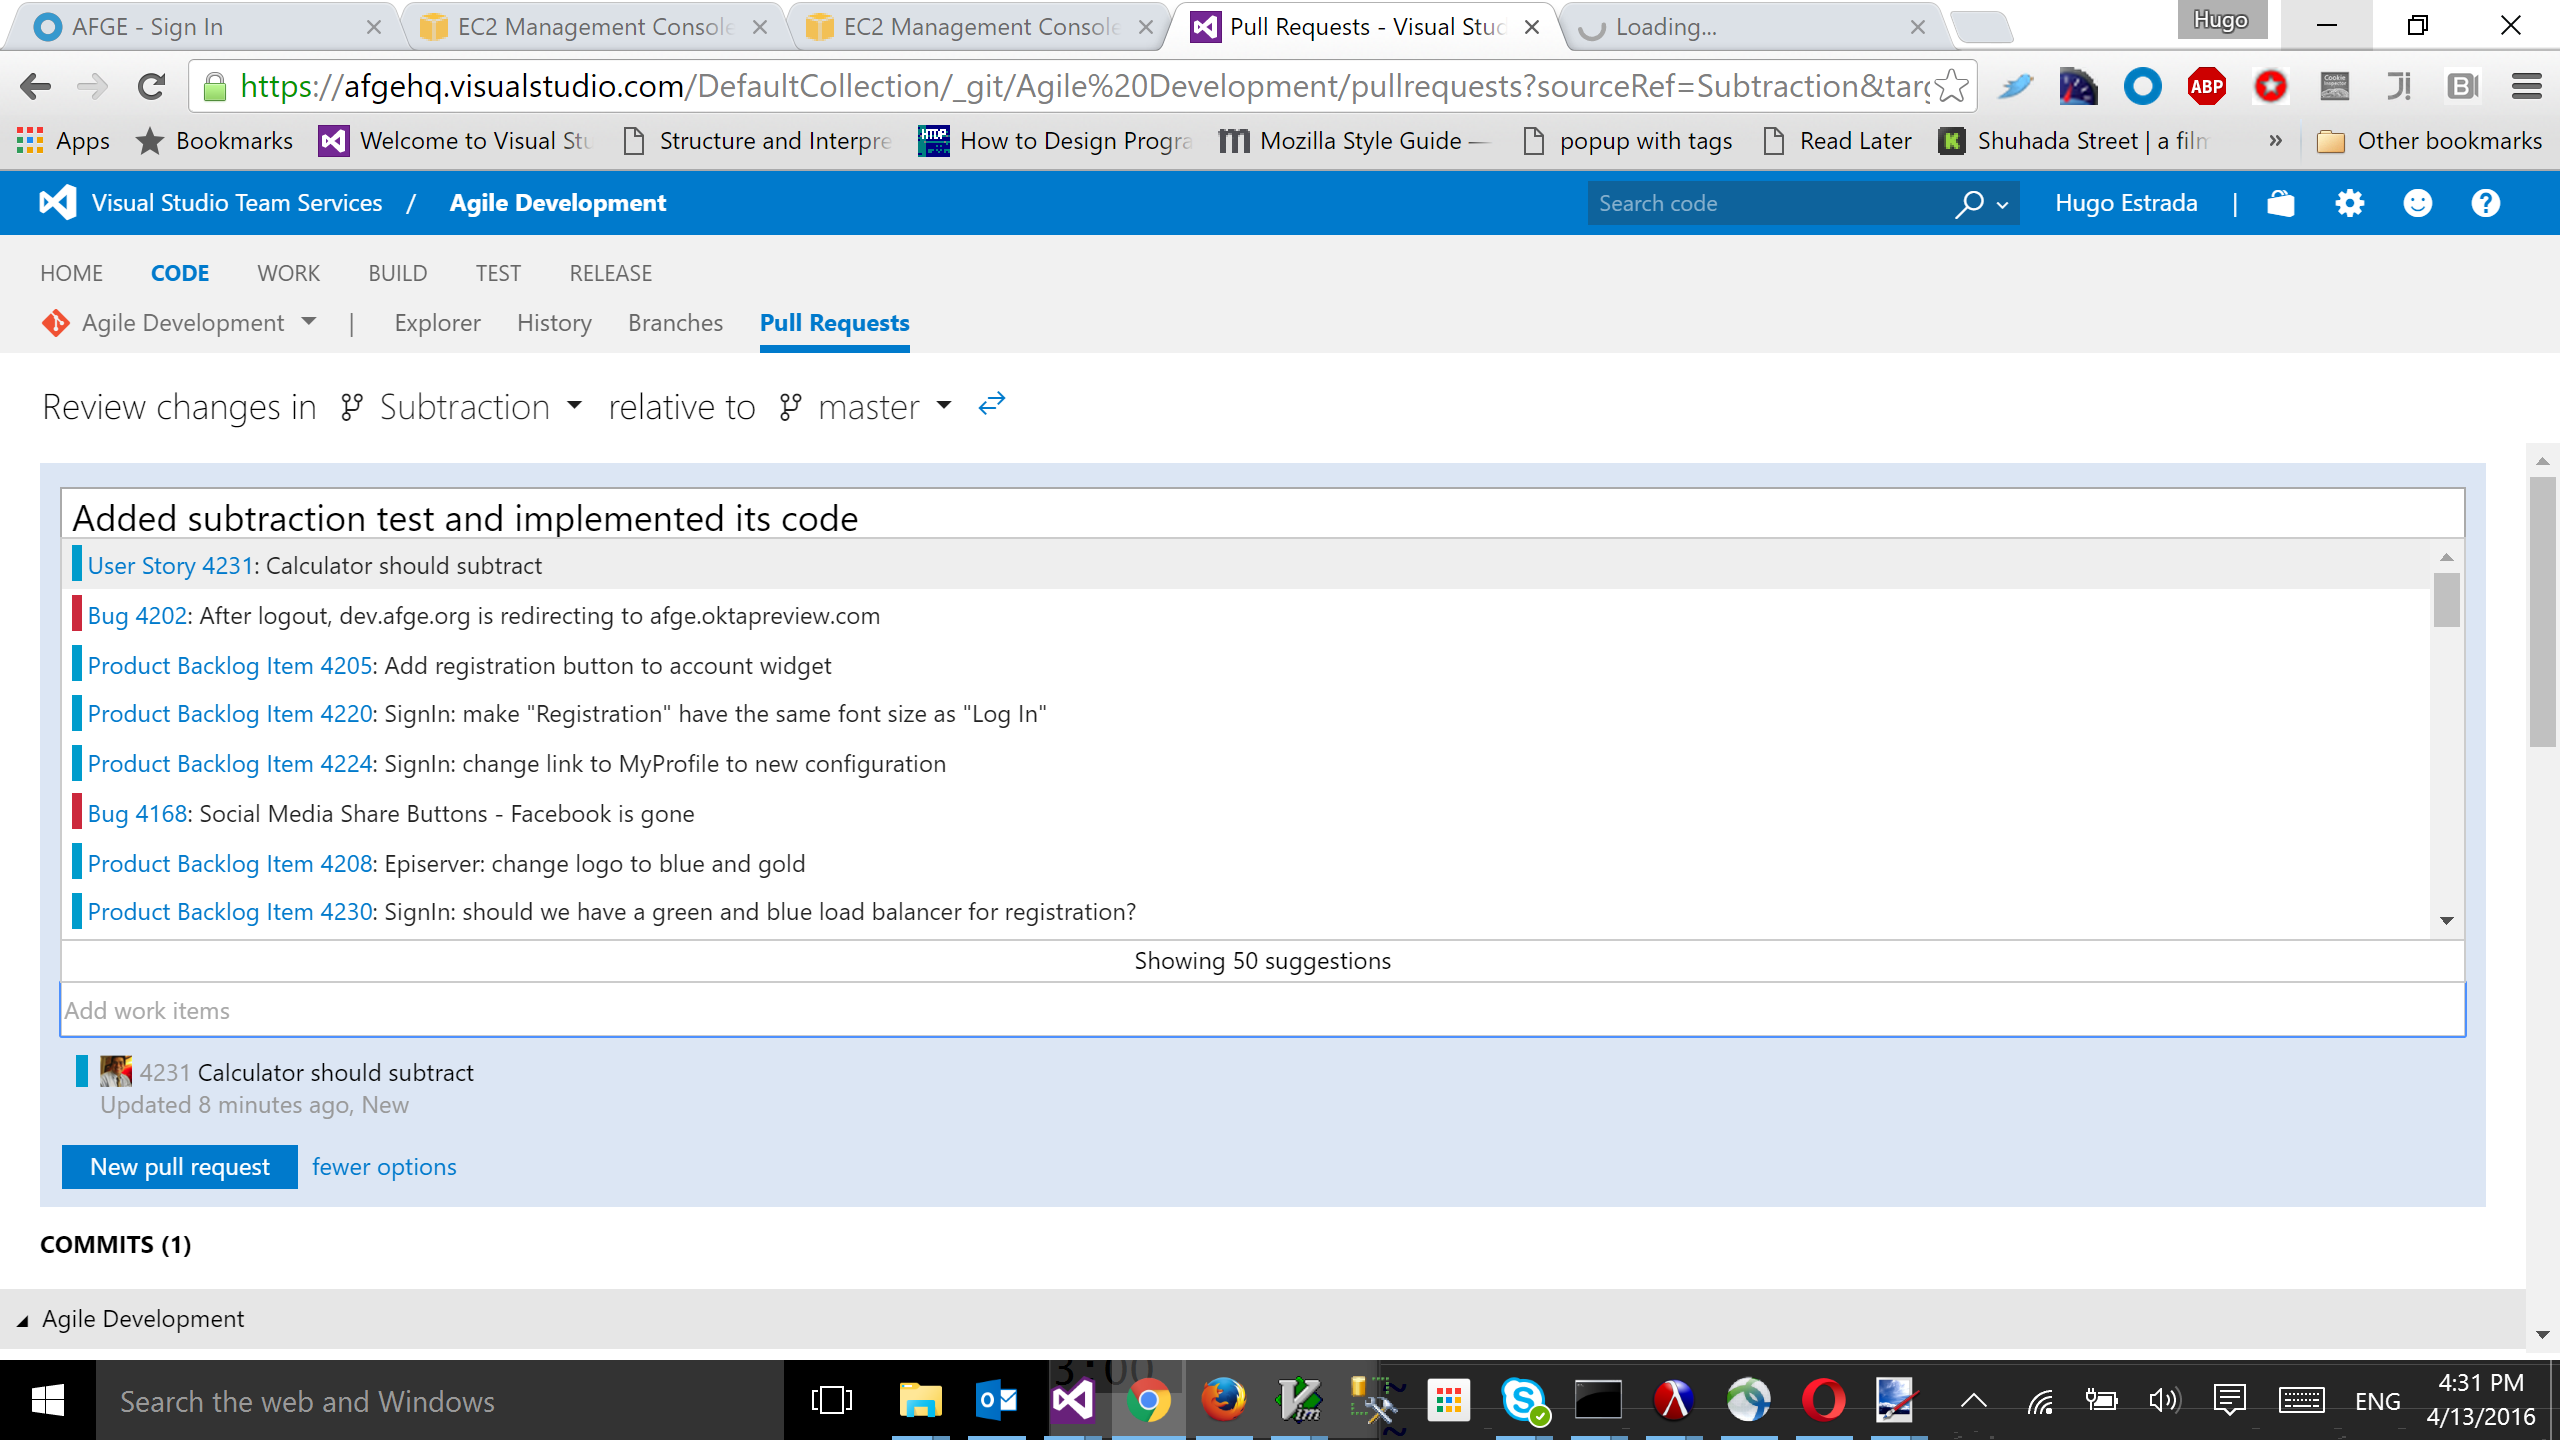 AFGE - Sign In
EC2 Management Console
EC2 Management Console
Pull Requests - Visual Stud
Loading...
Hugo
https://afgehq.visualstudio.com/DefaultCollection/_git/Agile%20Development/pullrequests?sourceRef=Subtraction&targ
ABP
Apps
Bookmarks
Welcome to Visual Stu
Structure and Interpre
How to Design Progra
Mozilla Style Guide —
popup with tags
Read Later
Shuhada Street | a film
»
Other bookmarks
Visual Studio Team Services / Agile Development
Search code
Hugo Estrada |
HOME CODE WORK BUILD TEST RELEASE
Agile Development | Explorer History Branches Pull Requests
Review changes in Subtraction relative to master
Added subtraction test and implemented its code
User Story 4231: Calculator should subtract
Bug 4202: After logout, dev.afge.org is redirecting to afge.oktapreview.com
Product Backlog Item 4205: Add registration button to account widget
Product Backlog Item 4220: SignIn: make "Registration" have the same font size as "Log In"
Product Backlog Item 4224: SignIn: change link to MyProfile to new configuration
Bug 4168: Social Media Share Buttons - Facebook is gone
Product Backlog Item 4208: Episerver: change logo to blue and gold
Product Backlog Item 4230: SignIn: should we have a green and blue load balancer for registration?
Showing 50 suggestions
Add work items
4231 Calculator should subtract
Updated 8 minutes ago, New
New pull request fewer options
COMMITS (1)
Agile Development
Search the web and Windows
ENG
4:31 PM
4/13/2016